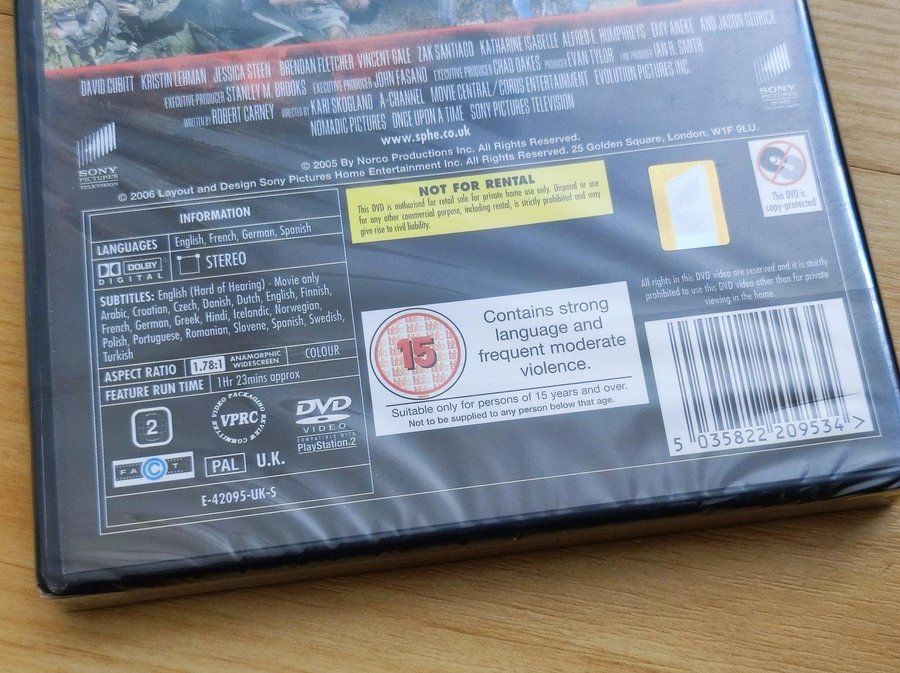 DAVID CUBITT KRISTIN LEHMAN JESSICA STEEN BRENDAN FLETCHER VINCENT GALE ZAK SANTIAGO KATHARINE ISABELLE ALFRED E. HUMPHREYS EMY ANEKE AND JASON GEDRICK
EXECUTIVE PRODUCER STANLEY M. BROOKS EXECUTIVE PRODUCER JOHN FASANO EXECUTIVE PRODUCER CHAD OAKES PRODUCER EVAN TYLOR LINE PRODUCER IAN R. SMITH
WRITTEN BY ROBERT CARNEY DIRECTED BY KARI SKOGLAND A-CHANNEL MOVIE CENTRAL/CORUS ENTERTAINMENT EVOLUTION PICTURES INC.
NOMADIC PICTURES ONCE UPON A TIME SONY PICTURES TELEVISION
www.sphe.co.uk
SONY
PICTURES
TELEVISION
SONY
PICTURES
HOME
ENTERTAINMENT
© 2005 By Norco Productions Inc. All Rights Reserved.
© 2006 Layout and Design Sony Pictures Home Entertainment Inc. All Rights Reserved. 25 Golden Square, London, W1F 9LU.
INFORMATION
LANGUAGES English, French, German, Spanish
DOLBY
DIGITAL
STEREO
SUBTITLES: English (Hard of Hearing) - Movie only
Arabic, Croatian, Czech, Danish, Dutch, English, Finnish,
French, German, Greek, Hindi, Icelandic, Norwegian,
Polish, Portuguese, Romanian, Slovene, Spanish, Swedish,
Turkish
ASPECT RATIO 1.78:1 ANAMORPHIC WIDESCREEN COLOUR
FEATURE RUN TIME 1Hr 23mins approx
2
VIDEO PACKAGING REVIEW COMMITTEE
VPRC
DVD
VIDEO
COMPATIBLE WITH
PlayStation.2
FACT
PAL U.K.
E-42095-UK-S
NOT FOR RENTAL
This DVD is authorised for retail sale for private home use only. Disposal or use
for any other commercial purpose, including rental, is strictly prohibited and may
give rise to civil liability.
This DVD is
copy-protected
All rights in this DVD video are reserved and it is strictly
prohibited to use this DVD video other than for private
viewing in the home.
15
Contains strong
language and
frequent moderate
violence.
Suitable only for persons of 15 years and over.
Not to be supplied to any person below that age.
5 035822 209534 >